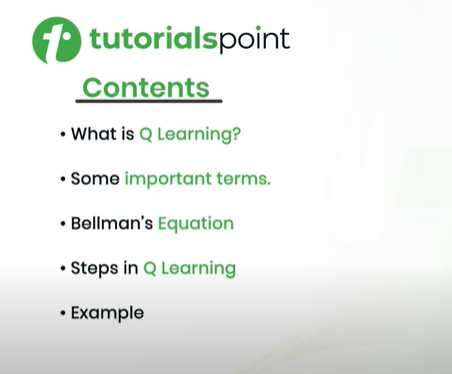 tutorialspoint
Contents
• What is Q Learning?
• Some important terms.
• Bellman's Equation
• Steps in Q Learning
• Example